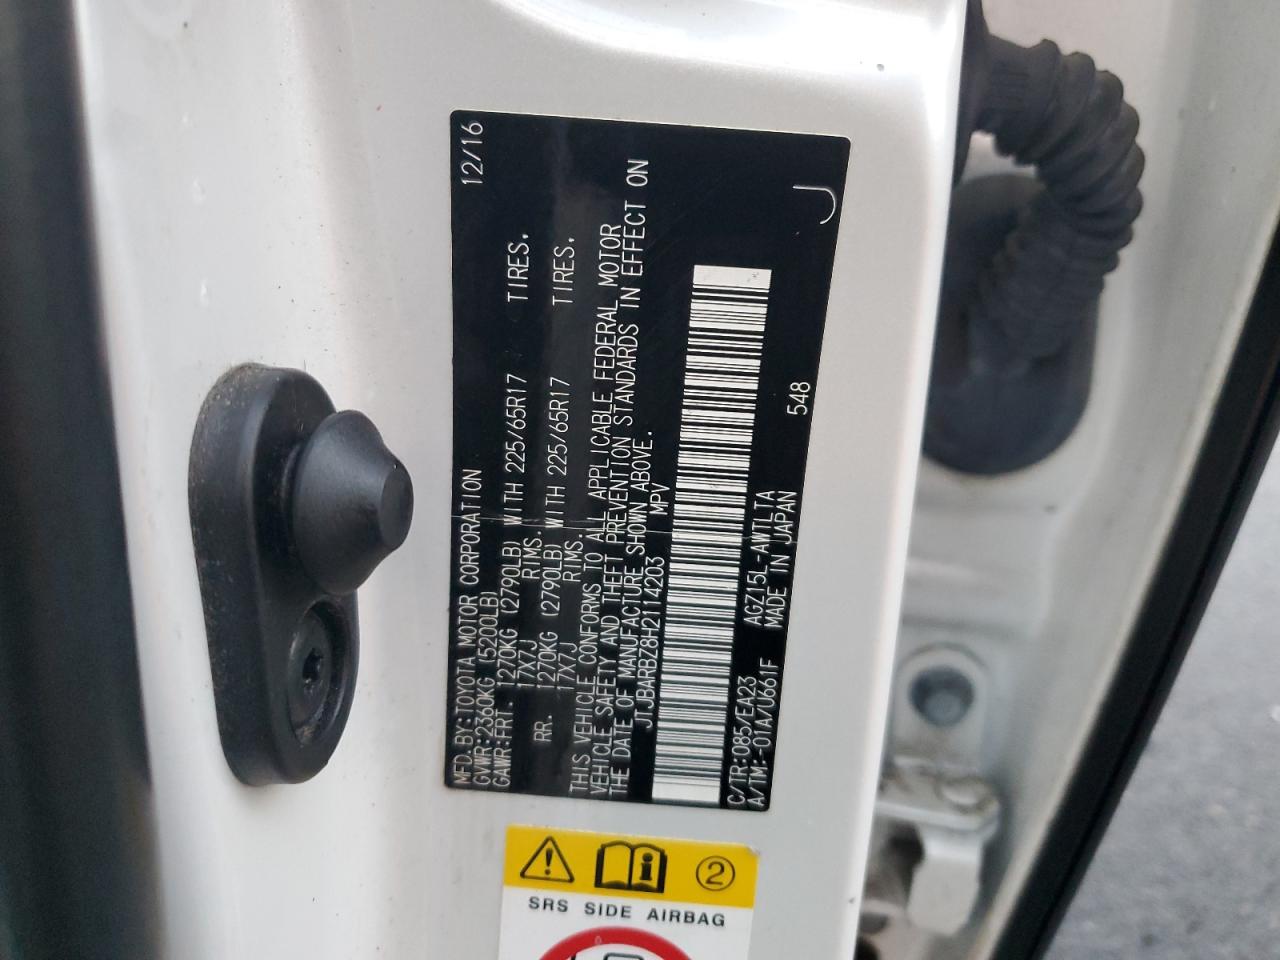 MFD. BY:TOYOTA MOTOR CORPORATION 12/16
GVWR:2360KG (5200LB)
GAWR:FRT. 1270KG (2790LB) WITH 225/65R17 TIRES.
17X7J RIMS.
RR. 1270KG (2790LB) WITH 225/65R17 TIRES.
17X7J RIMS.
THIS VEHICLE CONFORMS TO ALL APPLICABLE FEDERAL MOTOR
VEHICLE SAFETY AND THEFT PREVENTION STANDARDS IN EFFECT ON
THE DATE OF MANUFACTURE SHOWN ABOVE.
JTJBARBZ8H2114203 MPV
C/TR:085/EA23 AGZ15L-AWTLTA 548
A/TM:-01A/U661F MADE IN JAPAN
J
2
SRS SIDE AIRBAG